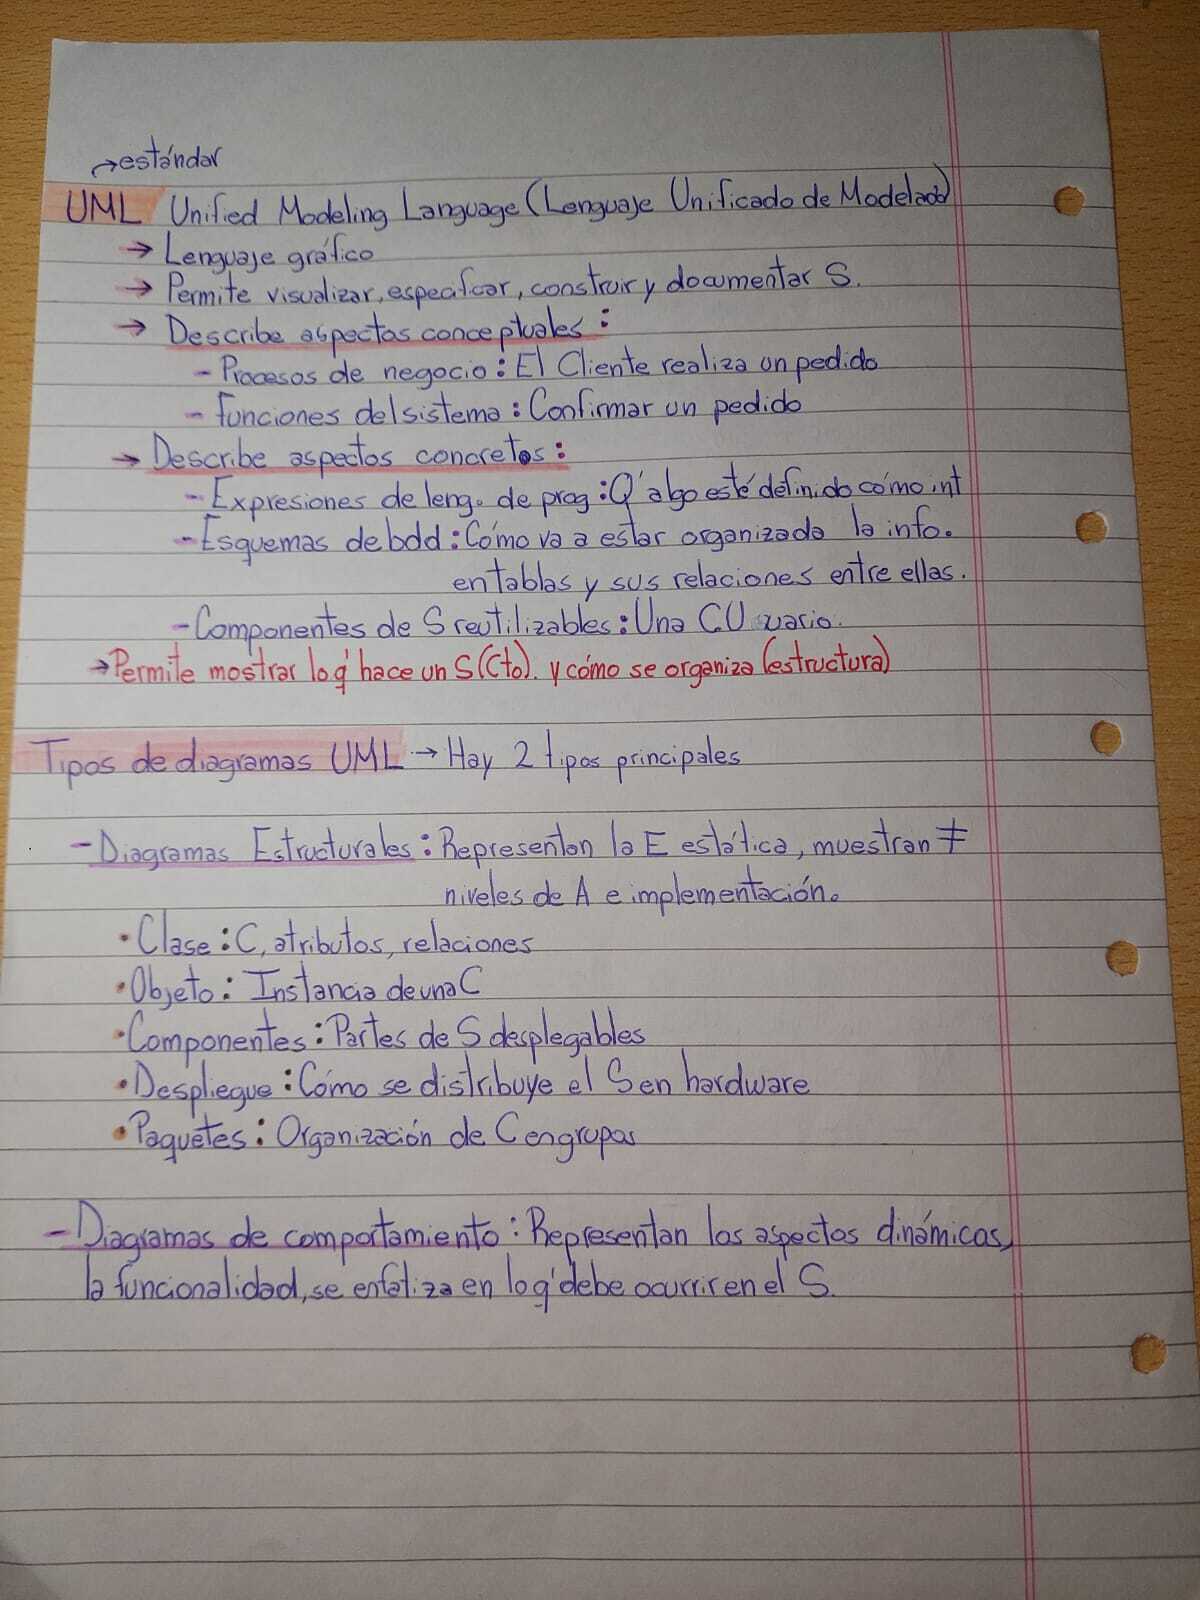 →estándar
UML Unified Modeling Language (Lenguaje Unificado de Modelado)
→ Lenguaje gráfico
→ Permite visualizar, especificar, construir y documentar S.
→ Describe aspectos conceptuales:
- Procesos de negocio: El Cliente realiza un pedido
- Funciones del sistema: Confirmar un pedido
→ Describe aspectos concretos:
- Expresiones de leng. de prog: Q' algo esté definido cómo int
- Esquemas de bdd: Cómo va a estar organizada la info.
en tablas y sus relaciones entre ellas.
- Componentes de S reutilizables: Una C U suario.
→ Permite mostrar lo q' hace un S (Cto). y cómo se organiza (estructura)
Tipos de diagramas UML → Hay 2 tipos principales
- Diagramas Estructurales: Representan la E estática, muestran ≠
niveles de A e implementación.
• Clase: C, atributos, relaciones
• Objeto: Instancia de una C
• Componentes: Partes de S desplegables
• Despliegue: Cómo se distribuye el S en hardware
• Paquetes: Organización de C en grupos
- Diagramas de comportamiento: Representan los aspectos dinámicos,
la funcionalidad, se enfatiza en lo q' debe ocurrir en el S.